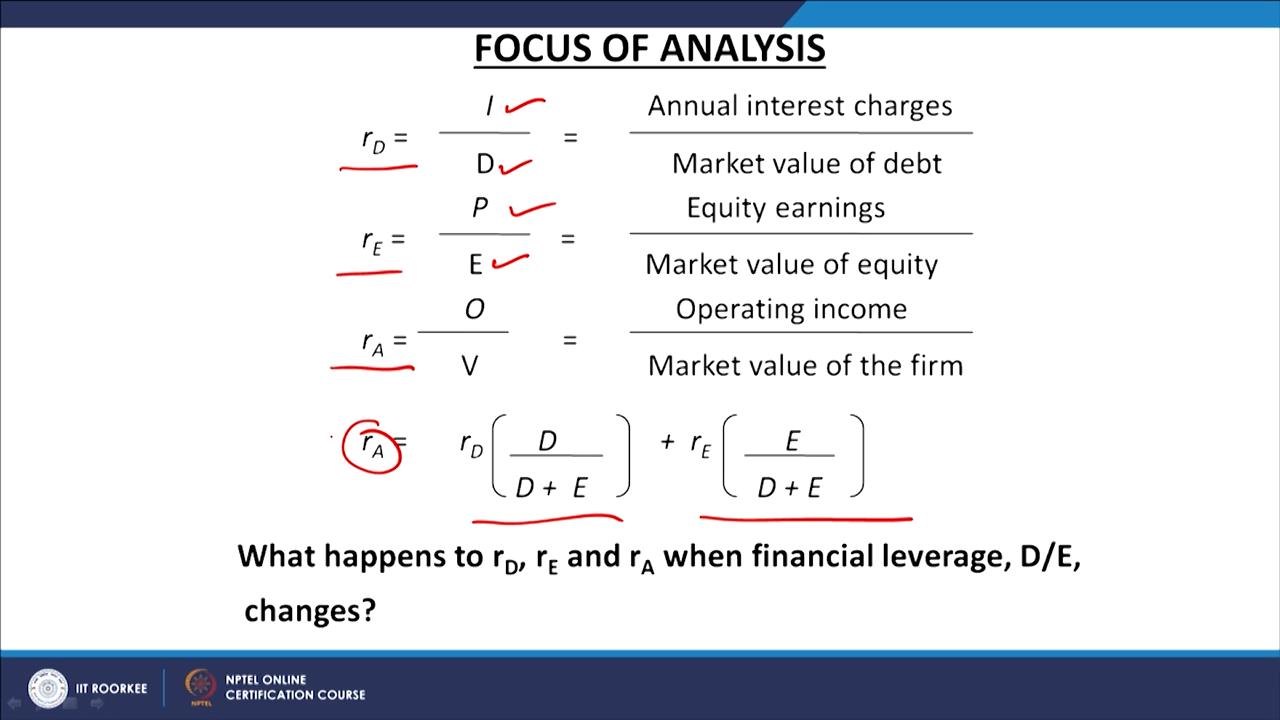 FOCUS OF ANALYSIS
r_D = I / D = Annual interest charges / Market value of debt
r_E = P / E = Equity earnings / Market value of equity
r_A = O / V = Operating income / Market value of the firm
r_A = r_D ( D / D + E ) + r_E ( E / D + E )
What happens to r_D, r_E and r_A when financial leverage, D/E,
changes?
IIT ROORKEE
NPTEL ONLINE
CERTIFICATION COURSE
NPTEL